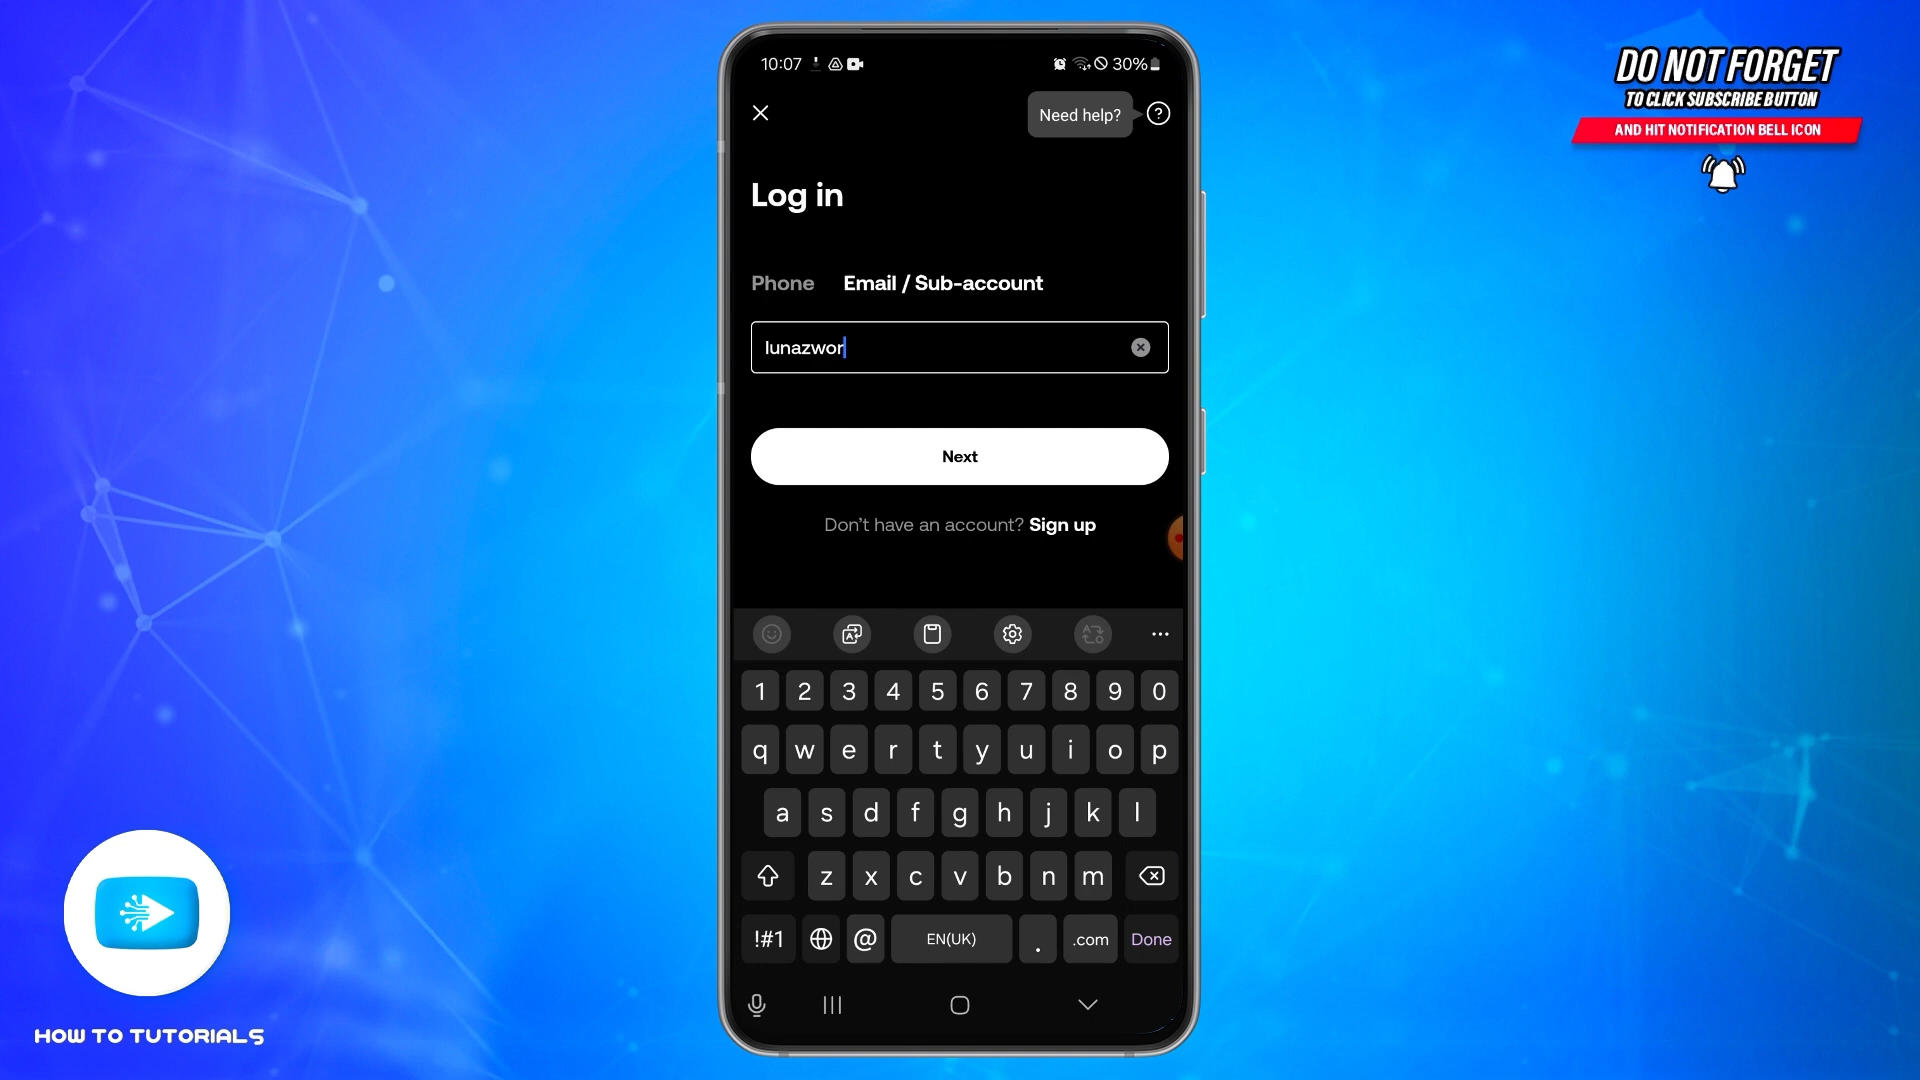 DO NOT FORGET
TO CLICK SUBSCRIBE BUTTON
AND HIT NOTIFICATION BELL ICON
10:07
30%
Need help?
Log in
Phone Email / Sub-account
lunazwor
Next
Don't have an account? Sign up
1 2 3 4 5 6 7 8 9 0
q w e r t y u i o p
a s d f g h j k l
z x c v b n m
!#1 @ EN(UK) . .com Done
HOW TO TUTORIALS